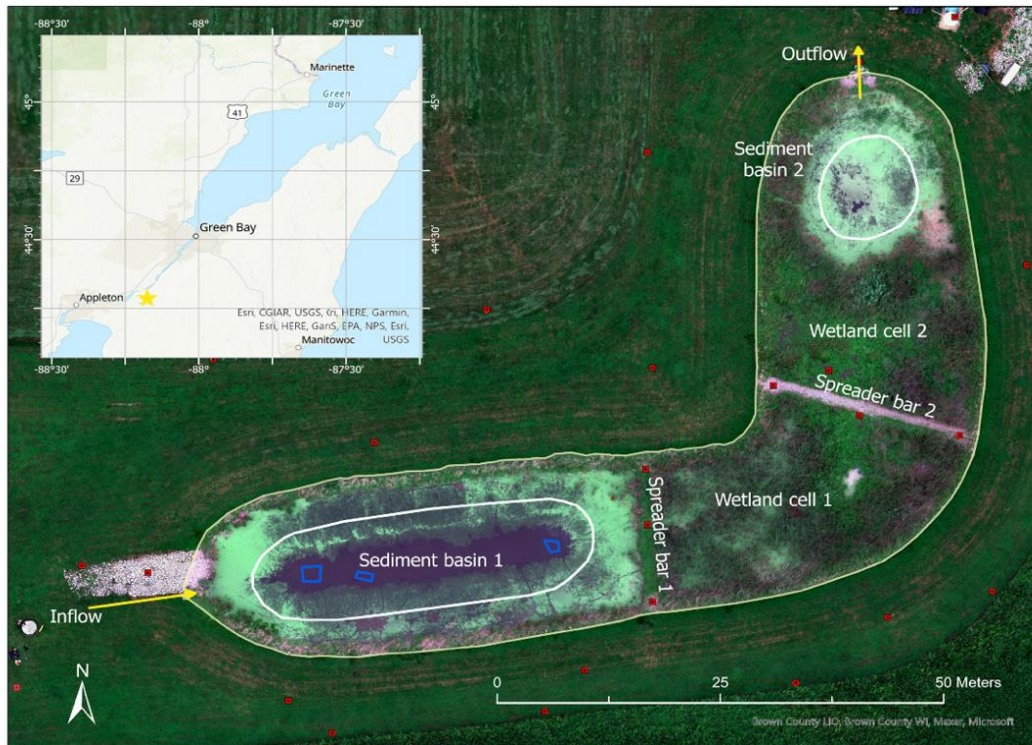 -88°30'
-88°
-87°30'
Marinette
Green
Bay
41
45°
45°
29
Green Bay
44°30'
44°30'
Appleton
Esri, CGIAR, USGS, Esri, HERE, Garmin,
Esri, HERE, GanS, EPA, NPS, Esri,
USGS
Manitowoc
-88°30'
-88°
-87°30'
Outflow
Sediment
basin 2
Wetland cell 2
Spreader bar 2
Wetland cell 1
Spreader bar 1
Sediment basin 1
Inflow
N
0 25 50 Meters
Brown County LIO, Brown County WI, Maxar, Microsoft